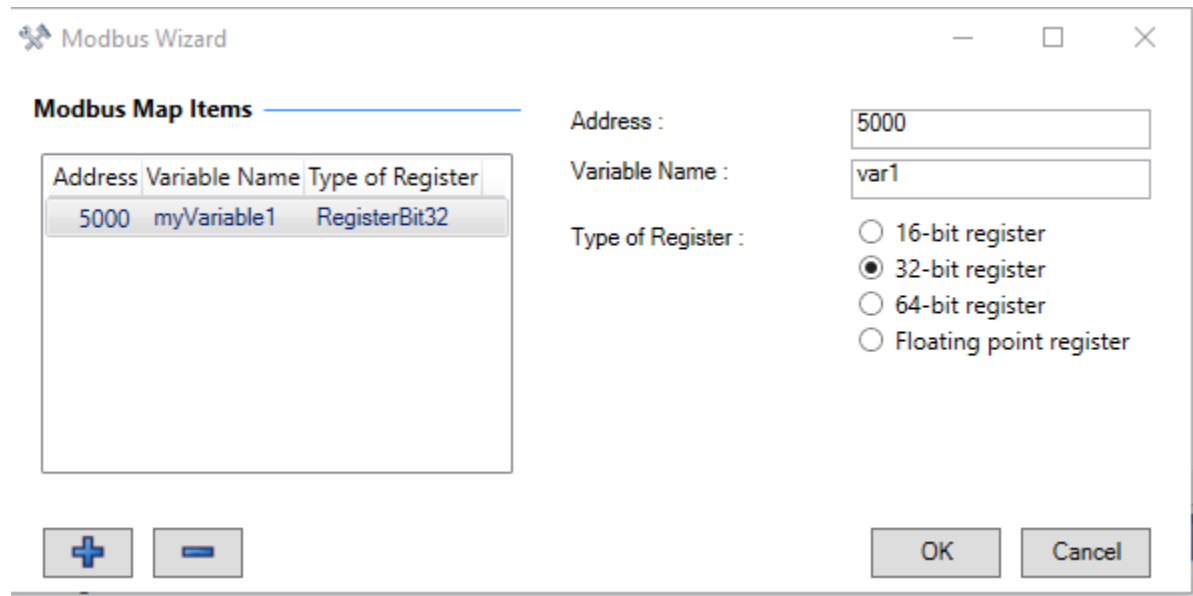 Modbus Wizard
Modbus Map Items
Address Variable Name Type of Register
5000 myVariable1 RegisterBit32
Address : 5000
Variable Name : var1
Type of Register : 16-bit register
32-bit register
64-bit register
Floating point register
OK Cancel